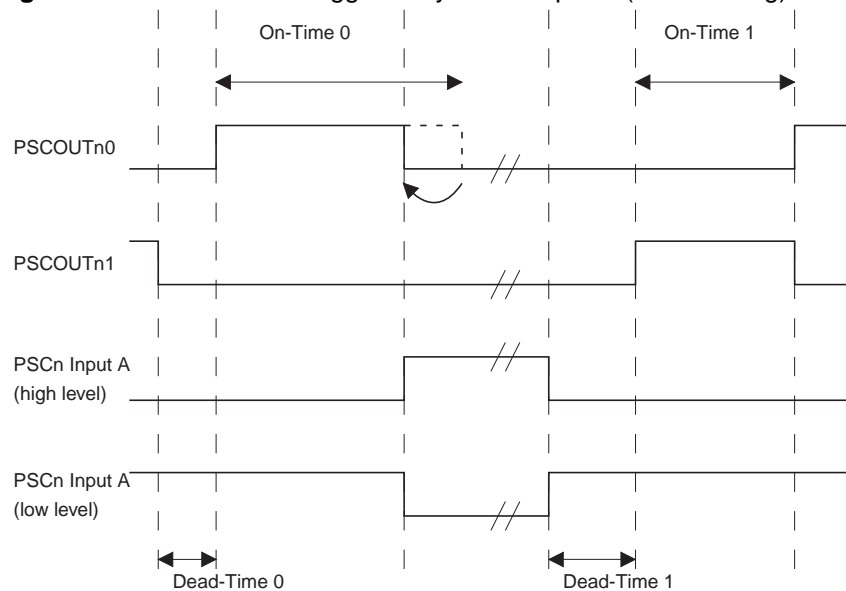 On-Time 0
On-Time 1
PSCOUTn0
PSCOUTn1
PSCn Input A
(high level)
PSCn Input A
(low level)
Dead-Time 0
Dead-Time 1